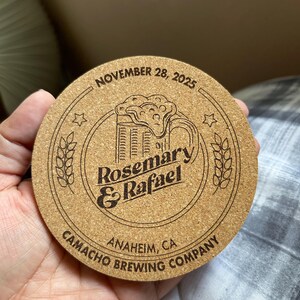 NOVEMBER 28, 2025
Rosemary
& Rafael
ANAHEIM, CA
CAMACHO BREWING COMPANY